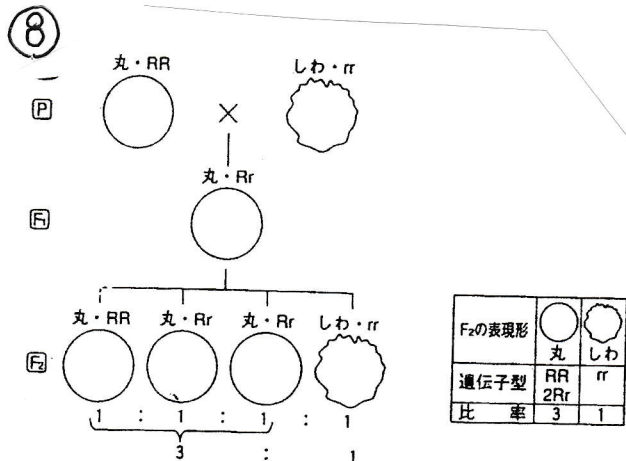 ⑧
丸・RR しわ・rr
P ×
丸・Rr
F₁
丸・RR 丸・Rr 丸・Rr しわ・rr
F₂
1 : 1 : 1 : 1
3 : 1
F₂の表現形 丸 しわ
遺伝子型 RR 2Rr rr
比率 3 1